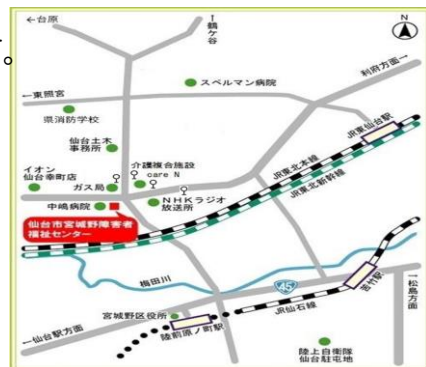 ←台原
↑鶴ケ谷
N
。
利府方面→
スペルマン病院
←東照宮
県消防学校
JR東仙台駅
仙台土木
事務所
JR東北本線
JR東北新幹線
イオン
仙台幸町店
ガス局
介護複合施設
care N
中嶋病院
NHKラジオ
放送所
仙台市宮城野障害者
福祉センター
梅田川
45
苦竹駅
↓松島方面
宮城野区役所
JR仙石線
←仙台駅方面
陸前原ノ町駅
陸上自衛隊
仙台駐屯地